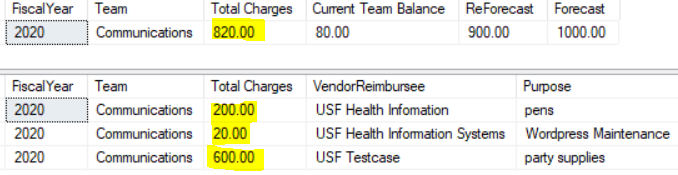 FiscalYear Team Total Charges Current Team Balance ReForecast Forecast
2020 Communications 820.00 80.00 900.00 1000.00
FiscalYear Team Total Charges VendorReimbursee Purpose
2020 Communications 200.00 USF Health Infomation pens
2020 Communications 20.00 USF Health Information Systems Wordpress Maintenance
2020 Communications 600.00 USF Testcase party supplies